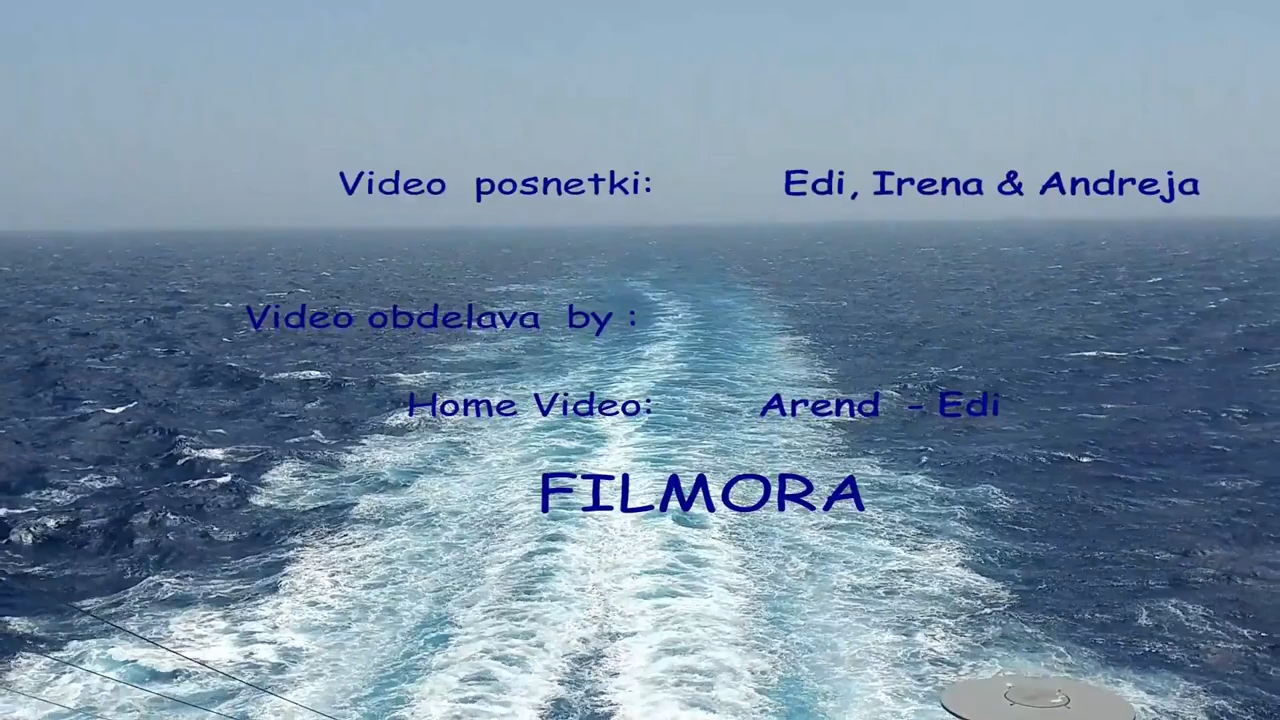 Video posnetki: Edi, Irena & Andreja
Video obdelava by :
Home Video: Arend - Edi
FILMORA